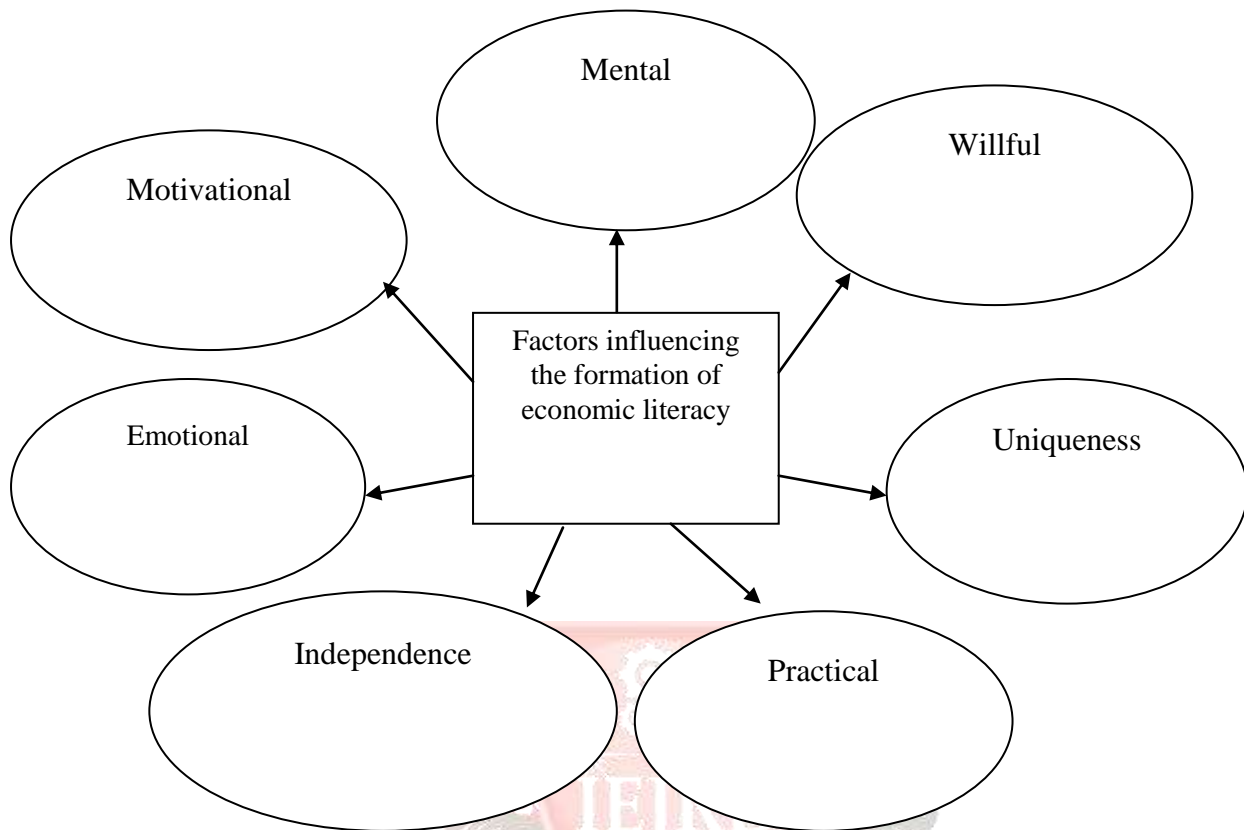 Mental
Willful
Motivational
Factors influencing
the formation of
economic literacy
Emotional
Uniqueness
Independence
Practical